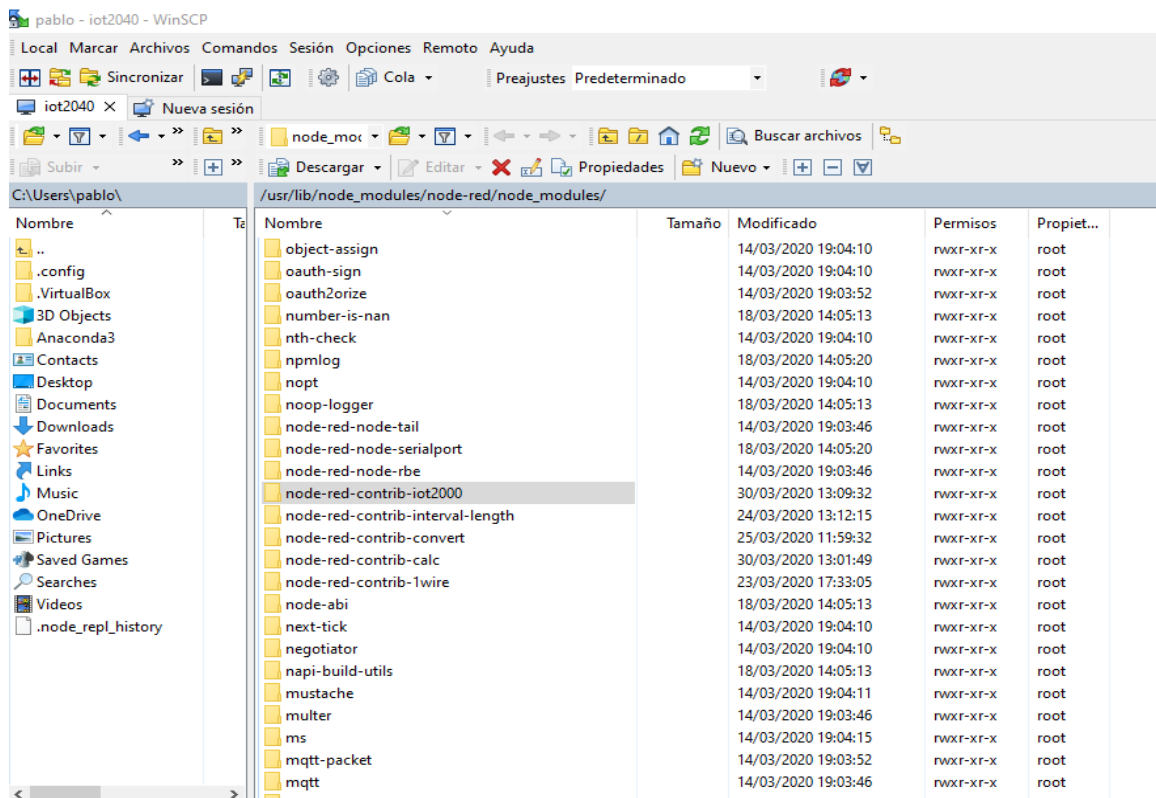 pablo - iot2040 - WinSCP
Local Marcar Archivos Comandos Sesión Opciones Remoto Ayuda
Sincronizar Cola Preajustes Predeterminado
iot2040 Nueva sesión
node_moc Buscar archivos
Subir Descargar Editar Propiedades Nuevo
C:\Users\pablo\ /usr/lib/node_modules/node-red/node_modules/
Nombre Ta Nombre Tamaño Modificado Permisos Propiet...
.. object-assign 14/03/2020 19:04:10 rwxr-xr-x root
.config oauth-sign 14/03/2020 19:04:10 rwxr-xr-x root
.VirtualBox oauth2orize 14/03/2020 19:03:52 rwxr-xr-x root
3D Objects number-is-nan 18/03/2020 14:05:13 rwxr-xr-x root
Anaconda3 nth-check 14/03/2020 19:04:10 rwxr-xr-x root
Contacts npmlog 18/03/2020 14:05:20 rwxr-xr-x root
Desktop nopt 14/03/2020 19:04:10 rwxr-xr-x root
Documents noop-logger 18/03/2020 14:05:13 rwxr-xr-x root
Downloads node-red-node-tail 14/03/2020 19:03:46 rwxr-xr-x root
Favorites node-red-node-serialport 18/03/2020 14:05:20 rwxr-xr-x root
Links node-red-node-rbe 14/03/2020 19:03:46 rwxr-xr-x root
Music node-red-contrib-iot2000 30/03/2020 13:09:32 rwxr-xr-x root
OneDrive node-red-contrib-interval-length 24/03/2020 13:12:15 rwxr-xr-x root
Pictures node-red-contrib-convert 25/03/2020 11:59:32 rwxr-xr-x root
Saved Games node-red-contrib-calc 30/03/2020 13:01:49 rwxr-xr-x root
Searches node-red-contrib-1wire 23/03/2020 17:33:05 rwxr-xr-x root
Videos node-abi 18/03/2020 14:05:13 rwxr-xr-x root
.node_repl_history next-tick 14/03/2020 19:04:10 rwxr-xr-x root
negotiator 14/03/2020 19:04:10 rwxr-xr-x root
napi-build-utils 18/03/2020 14:05:13 rwxr-xr-x root
mustache 14/03/2020 19:04:11 rwxr-xr-x root
multer 14/03/2020 19:03:46 rwxr-xr-x root
ms 14/03/2020 19:04:15 rwxr-xr-x root
mqtt-packet 14/03/2020 19:03:52 rwxr-xr-x root
mqtt 14/03/2020 19:03:46 rwxr-xr-x root